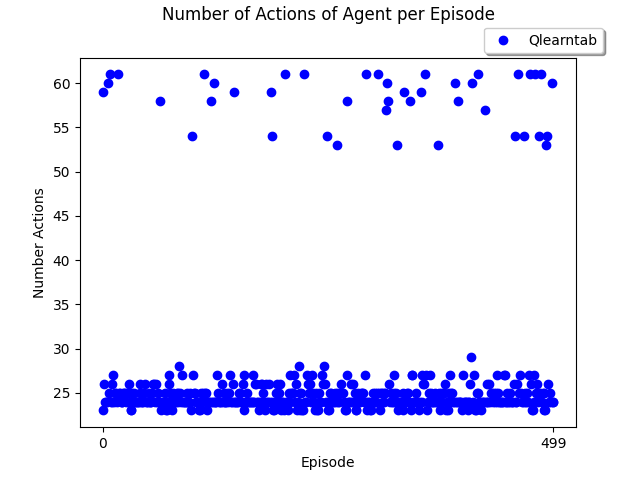 Number of Actions of Agent per Episode
Qlearntab
60
55
50
45
40
35
30
25
Number Actions
0 499
Episode